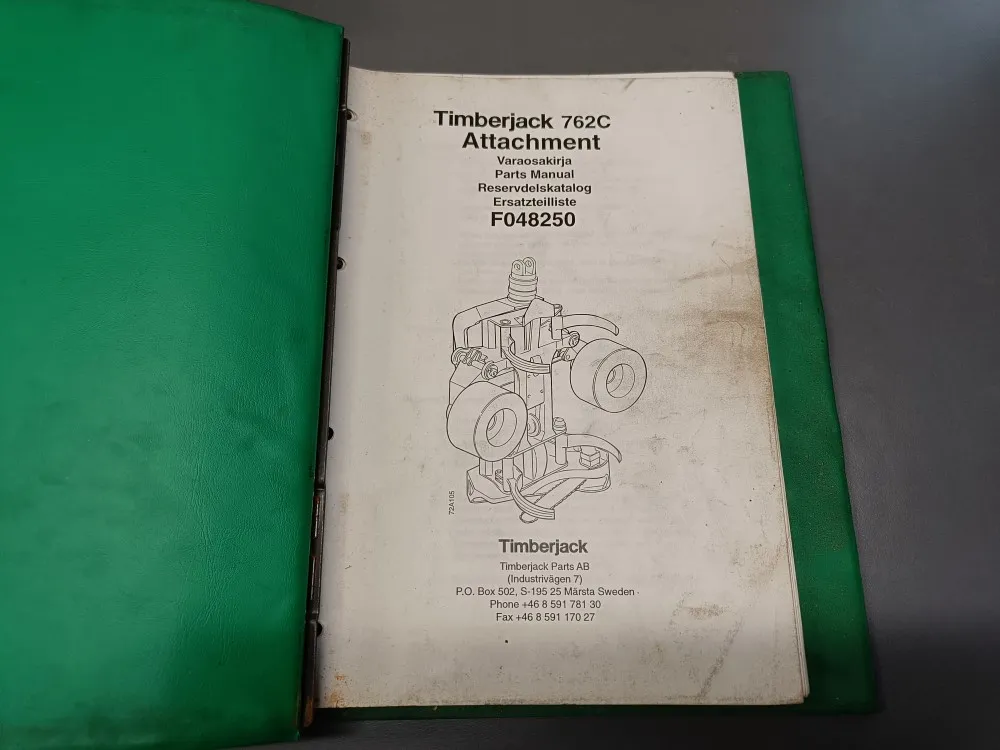 Timberjack 762C
Attachment
Varaosakirja
Parts Manual
Reservdelskatalog
Ersatzteilliste
F048250
72A105
Timberjack
Timberjack Parts AB
(Industrivägen 7)
P.O. Box 502, S-195 25 Märsta Sweden
Phone +46 8 591 781 30
Fax +46 8 591 170 27